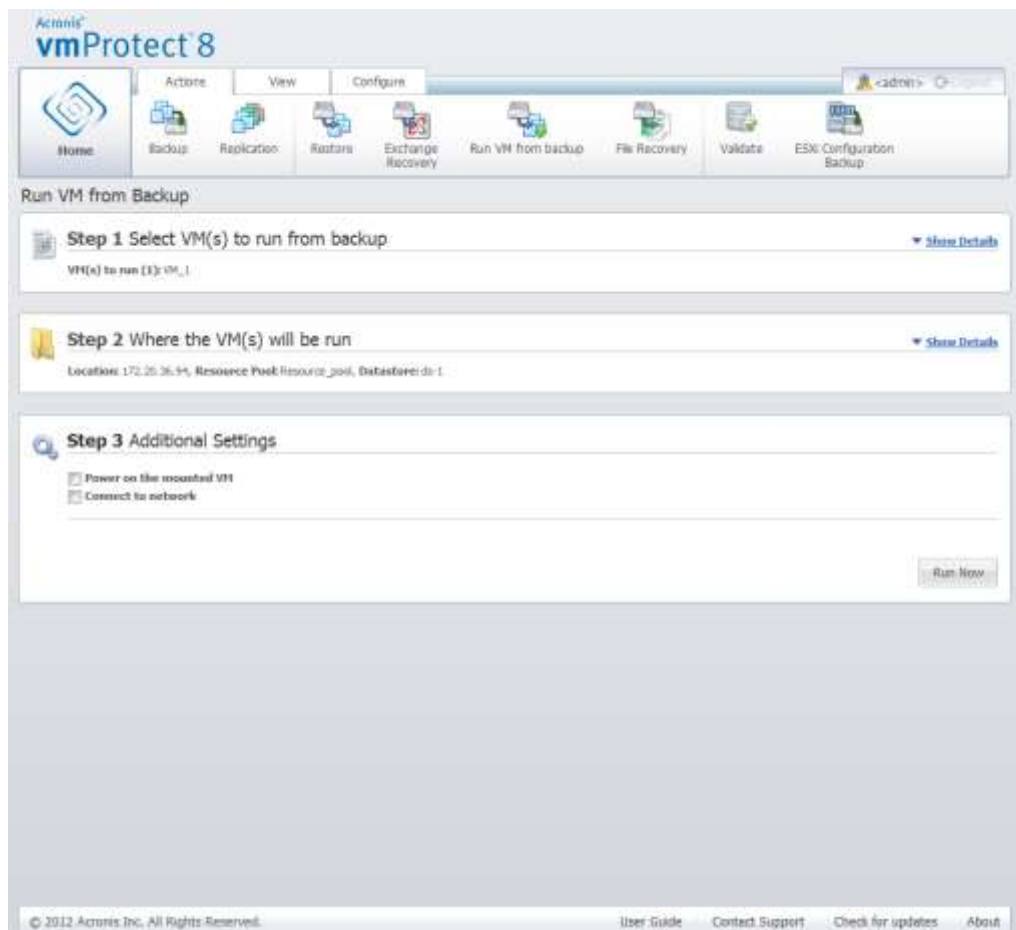 Acronis®
vmProtect 8
Actions View Configure
<admin>
Home Backup Replication Restore Exchange Recovery Run VM from backup File Recovery Validate ESXi Configuration Backup
Run VM from Backup
Step 1 Select VM(s) to run from backup
Show Details
VM(s) to run (1): VM_1
Step 2 Where the VM(s) will be run
Show Details
Location: 172.20.36.94, Resource Pool: Resource_pool, Datastore: ds-1
Step 3 Additional Settings
Power on the mounted VM
Connect to network
Run Now
© 2012 Acronis Inc. All Rights Reserved.
User Guide Contact Support Check for updates About